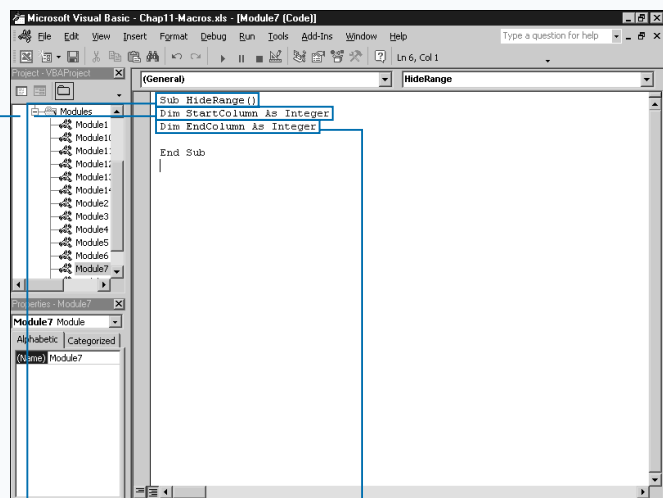 Microsoft Visual Basic - Chap11-Macros.xls - [Module7 (Code)]
File Edit View Insert Format Debug Run Tools Add-Ins Window Help Type a question for help
Ln 6, Col 1
Project - VBAProject
(General) HideRange
Modules
Module1
Module10
Module2
Module3
Module4
Module5
Module6
Module7
Sub HideRange()
Dim StartColumn As Integer
Dim EndColumn As Integer
End Sub
Properties - Module7
Module7 Module
Alphabetic Categorized
(Name) Module7